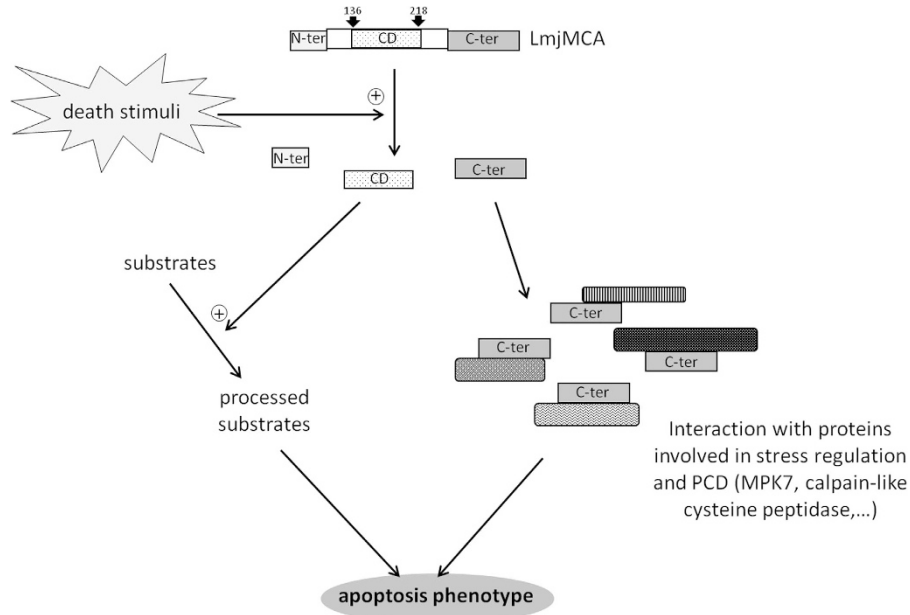 136 218
N-ter CD C-ter LmjMCA
+
death stimuli
N-ter
CD
C-ter
substrates
+
C-ter
C-ter
C-ter
C-ter
processed
substrates
Interaction with proteins
involved in stress regulation
and PCD (MPK7, calpain-like
cysteine peptidase,...)
apoptosis phenotype